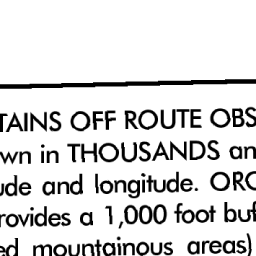 TAINS OFF ROUTE OBS
wn in THOUSANDS an
ude and longitude. ORO
rovides a 1,000 foot buf
ed mountainous areas)